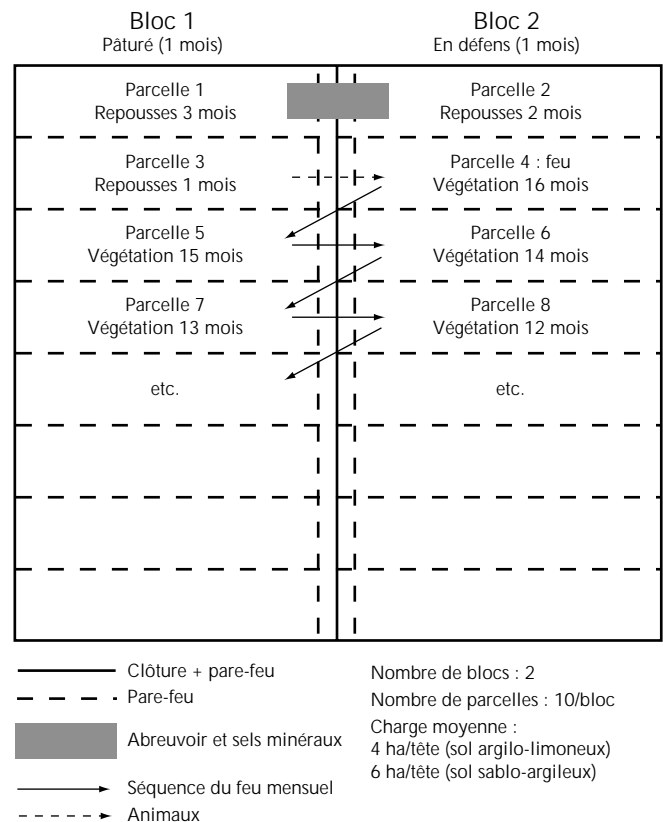 Bloc 1
Pâturé (1 mois)
Bloc 2
En défens (1 mois)
Parcelle 1
Repousses 3 mois
Parcelle 2
Repousses 2 mois
Parcelle 3
Repousses 1 mois
Parcelle 4 : feu
Végétation 16 mois
Parcelle 5
Végétation 15 mois
Parcelle 6
Végétation 14 mois
Parcelle 7
Végétation 13 mois
Parcelle 8
Végétation 12 mois
etc.
etc.
Clôture + pare-feu
Pare-feu
Abreuvoir et sels minéraux
Séquence du feu mensuel
Animaux
Nombre de blocs : 2
Nombre de parcelles : 10/bloc
Charge moyenne :
4 ha/tête (sol argilo-limoneux)
6 ha/tête (sol sablo-argileux)